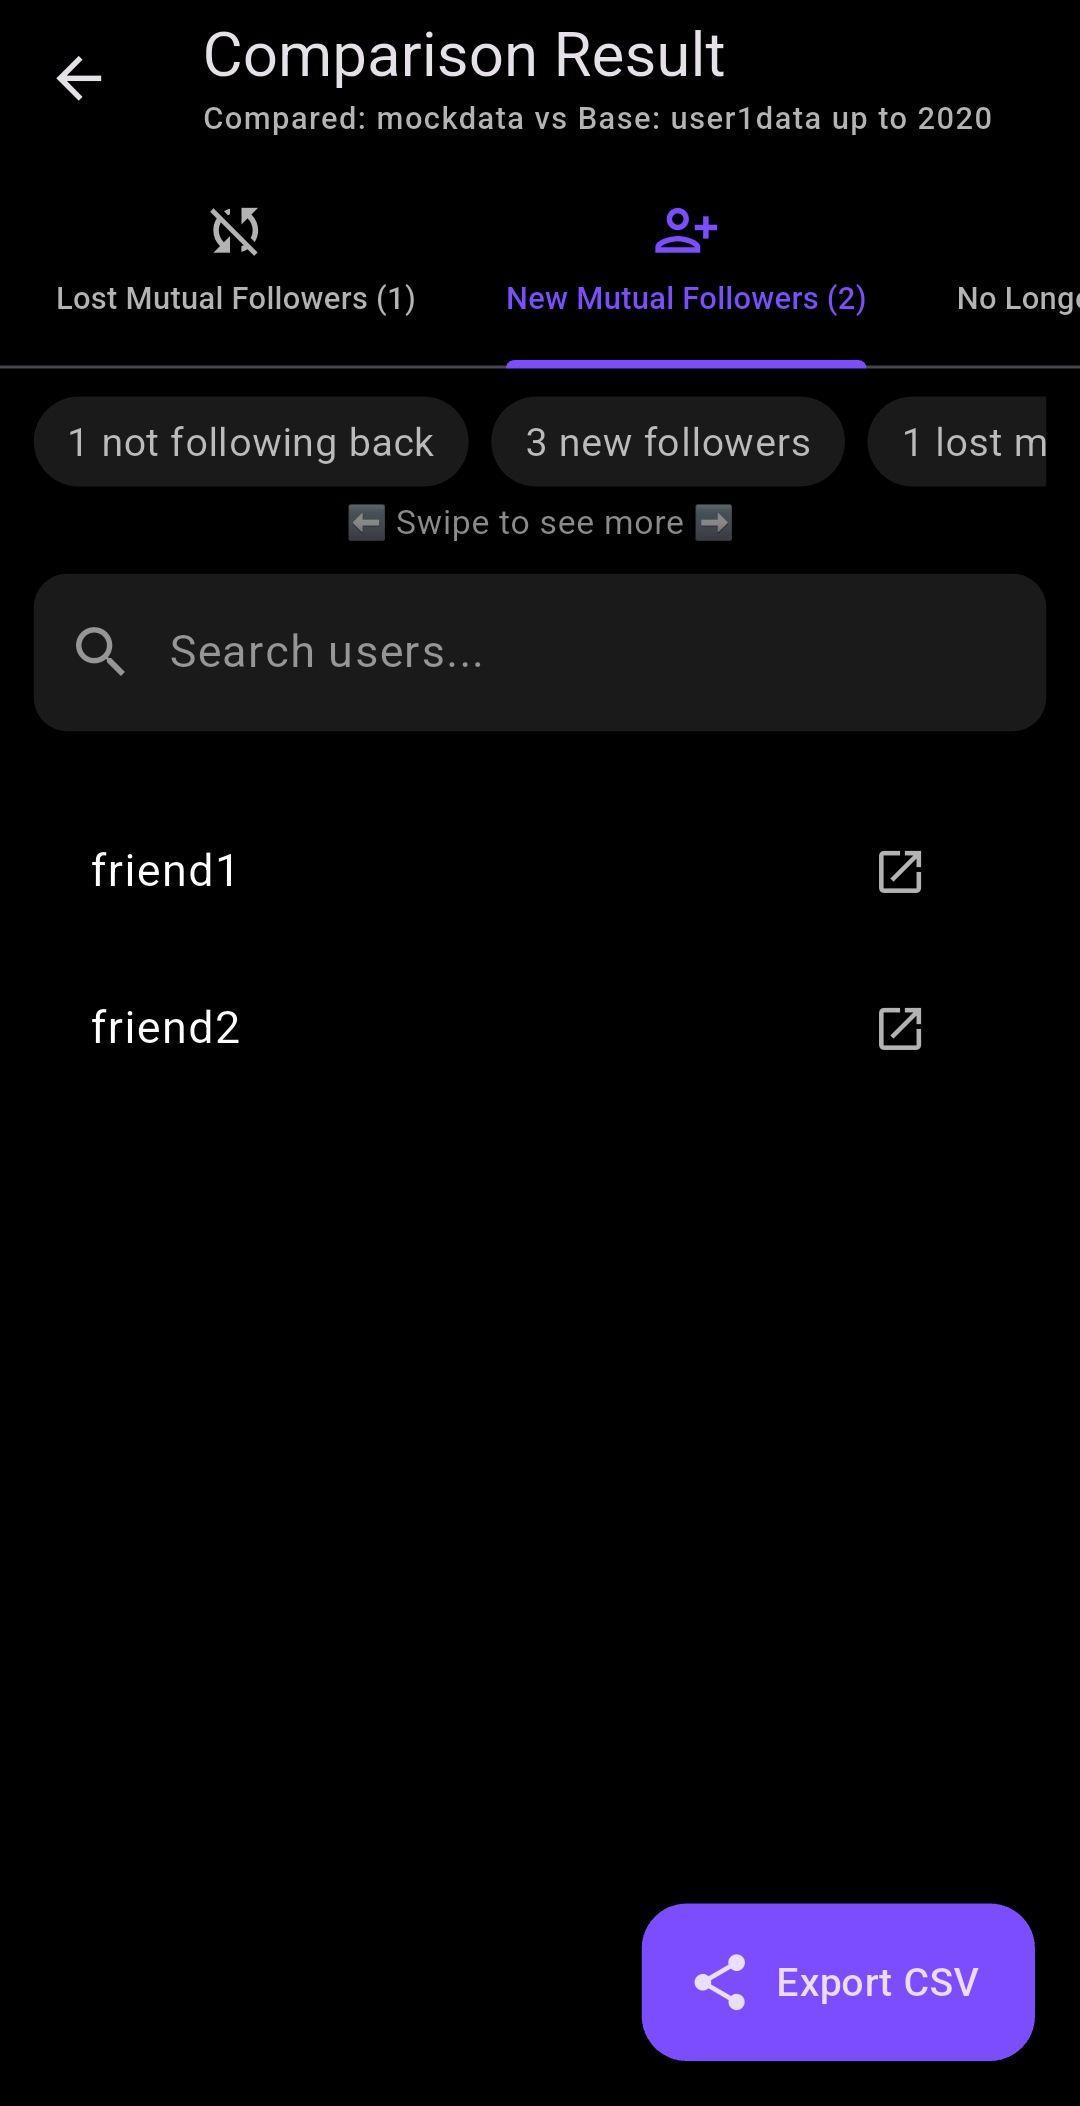 Comparison Result
Compared: mockdata vs Base: user1data up to 2020
Lost Mutual Followers (1) New Mutual Followers (2) No Longe
1 not following back 3 new followers 1 lost m
⬅️ Swipe to see more ➡️
Search users...
friend1
friend2
Export CSV